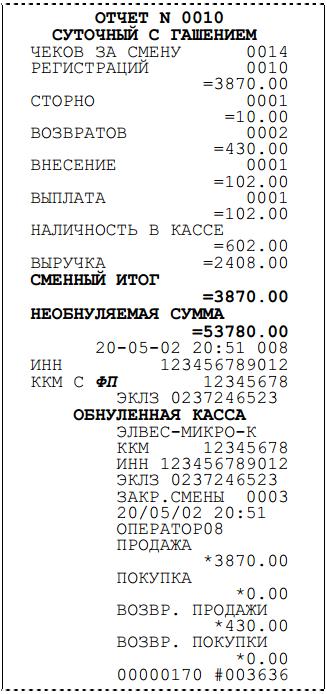 ОТЧЕТ N 0010
СУТОЧНЫЙ С ГАШЕНИЕМ
ЧЕКОВ ЗА СМЕНУ 0014
РЕГИСТРАЦИЙ 0010
=3870.00
СТОРНО 0001
=10.00
ВОЗВРАТОВ 0002
=430.00
ВНЕСЕНИЕ 0001
=102.00
ВЫПЛАТА 0001
=102.00
НАЛИЧНОСТЬ В КАССЕ
=602.00
ВЫРУЧКА =2408.00
СМЕННЫЙ ИТОГ
=3870.00
НЕОБНУЛЯЕМАЯ СУММА
=53780.00
20-05-02 20:51 008
ИНН 123456789012
ККМ С ФП 12345678
ЭКЛЗ 0237246523
ОБНУЛЕННАЯ КАССА
ЭЛВЕС-МИКРО-К
ККМ 12345678
ИНН 123456789012
ЭКЛЗ 0237246523
ЗАКР.СМЕНЫ 0003
20/05/02 20:51
ОПЕРАТОР08
ПРОДАЖА
*3870.00
ПОКУПКА
*0.00
ВОЗВР. ПРОДАЖИ
*430.00
ВОЗВР. ПОКУПКИ
*0.00
00000170 #003636